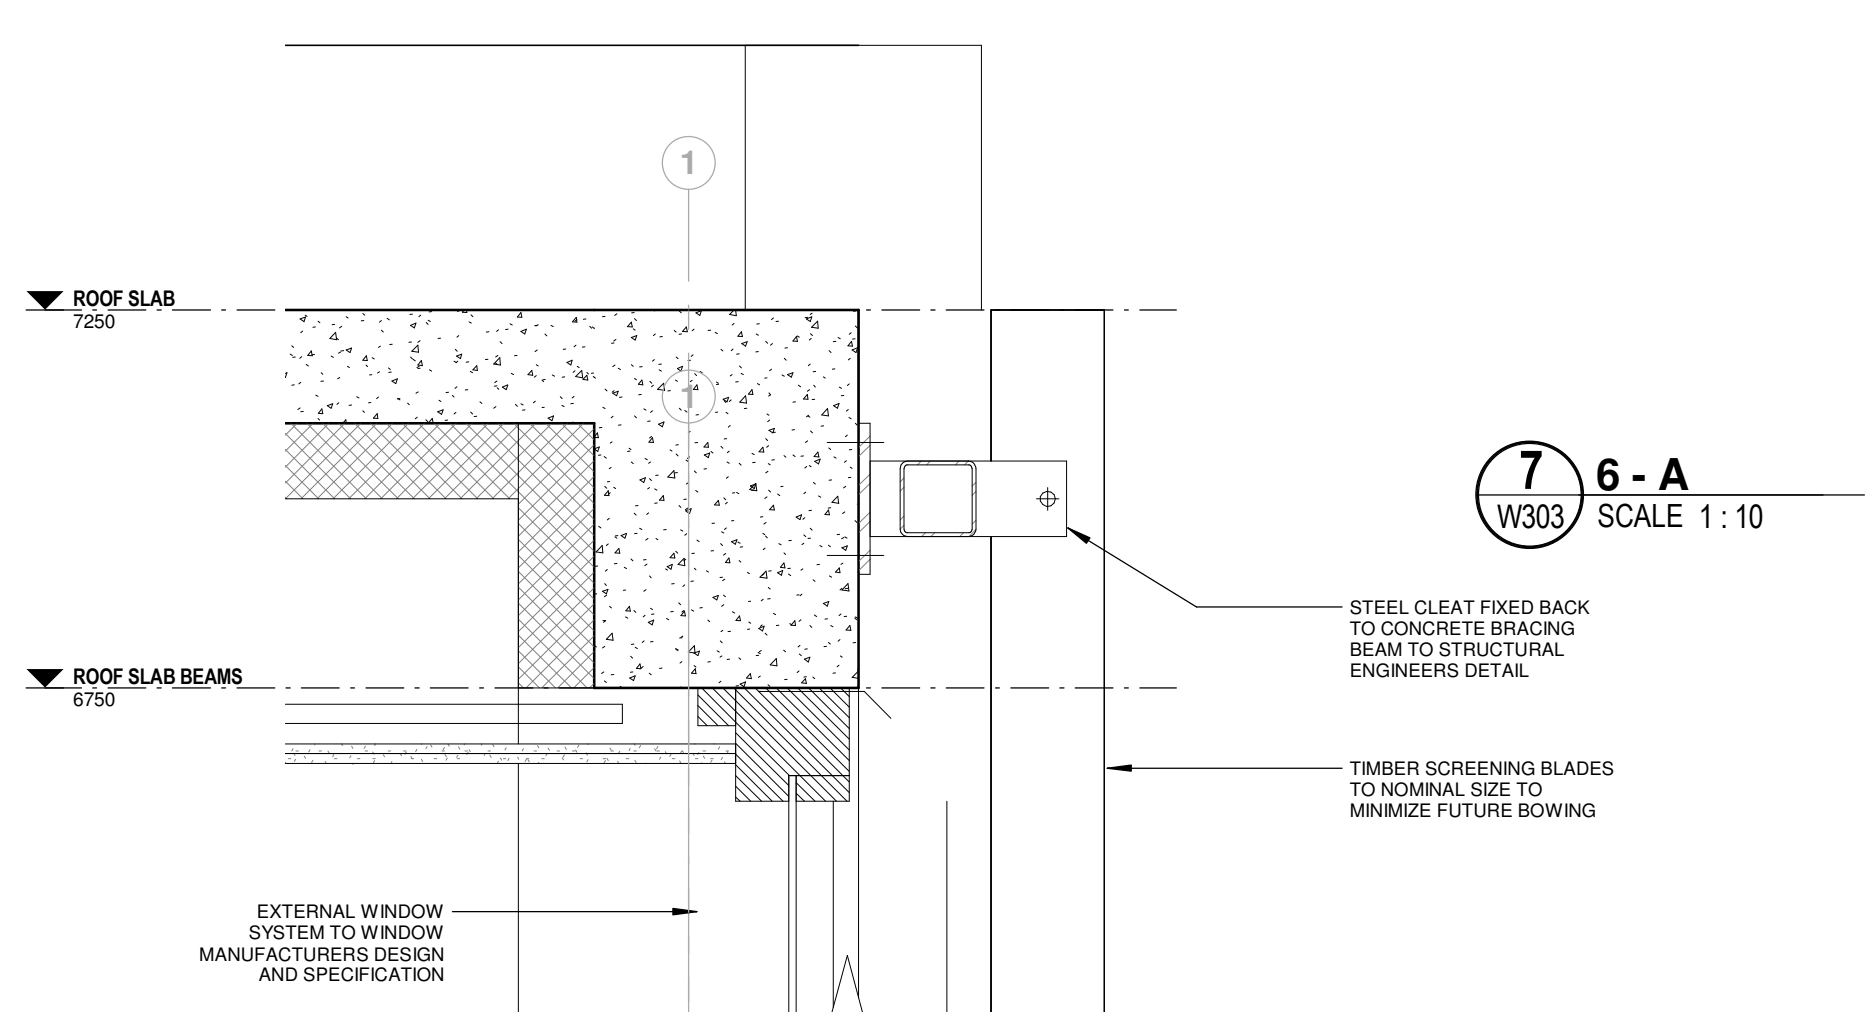 1
ROOF SLAB
7250
1
7
W303
6 - A
SCALE 1 : 10
STEEL CLEAT FIXED BACK
TO CONCRETE BRACING
BEAM TO STRUCTURAL
ENGINEERS DETAIL
ROOF SLAB BEAMS
6750
TIMBER SCREENING BLADES
TO NOMINAL SIZE TO
MINIMIZE FUTURE BOWING
EXTERNAL WINDOW
SYSTEM TO WINDOW
MANUFACTURERS DESIGN
AND SPECIFICATION